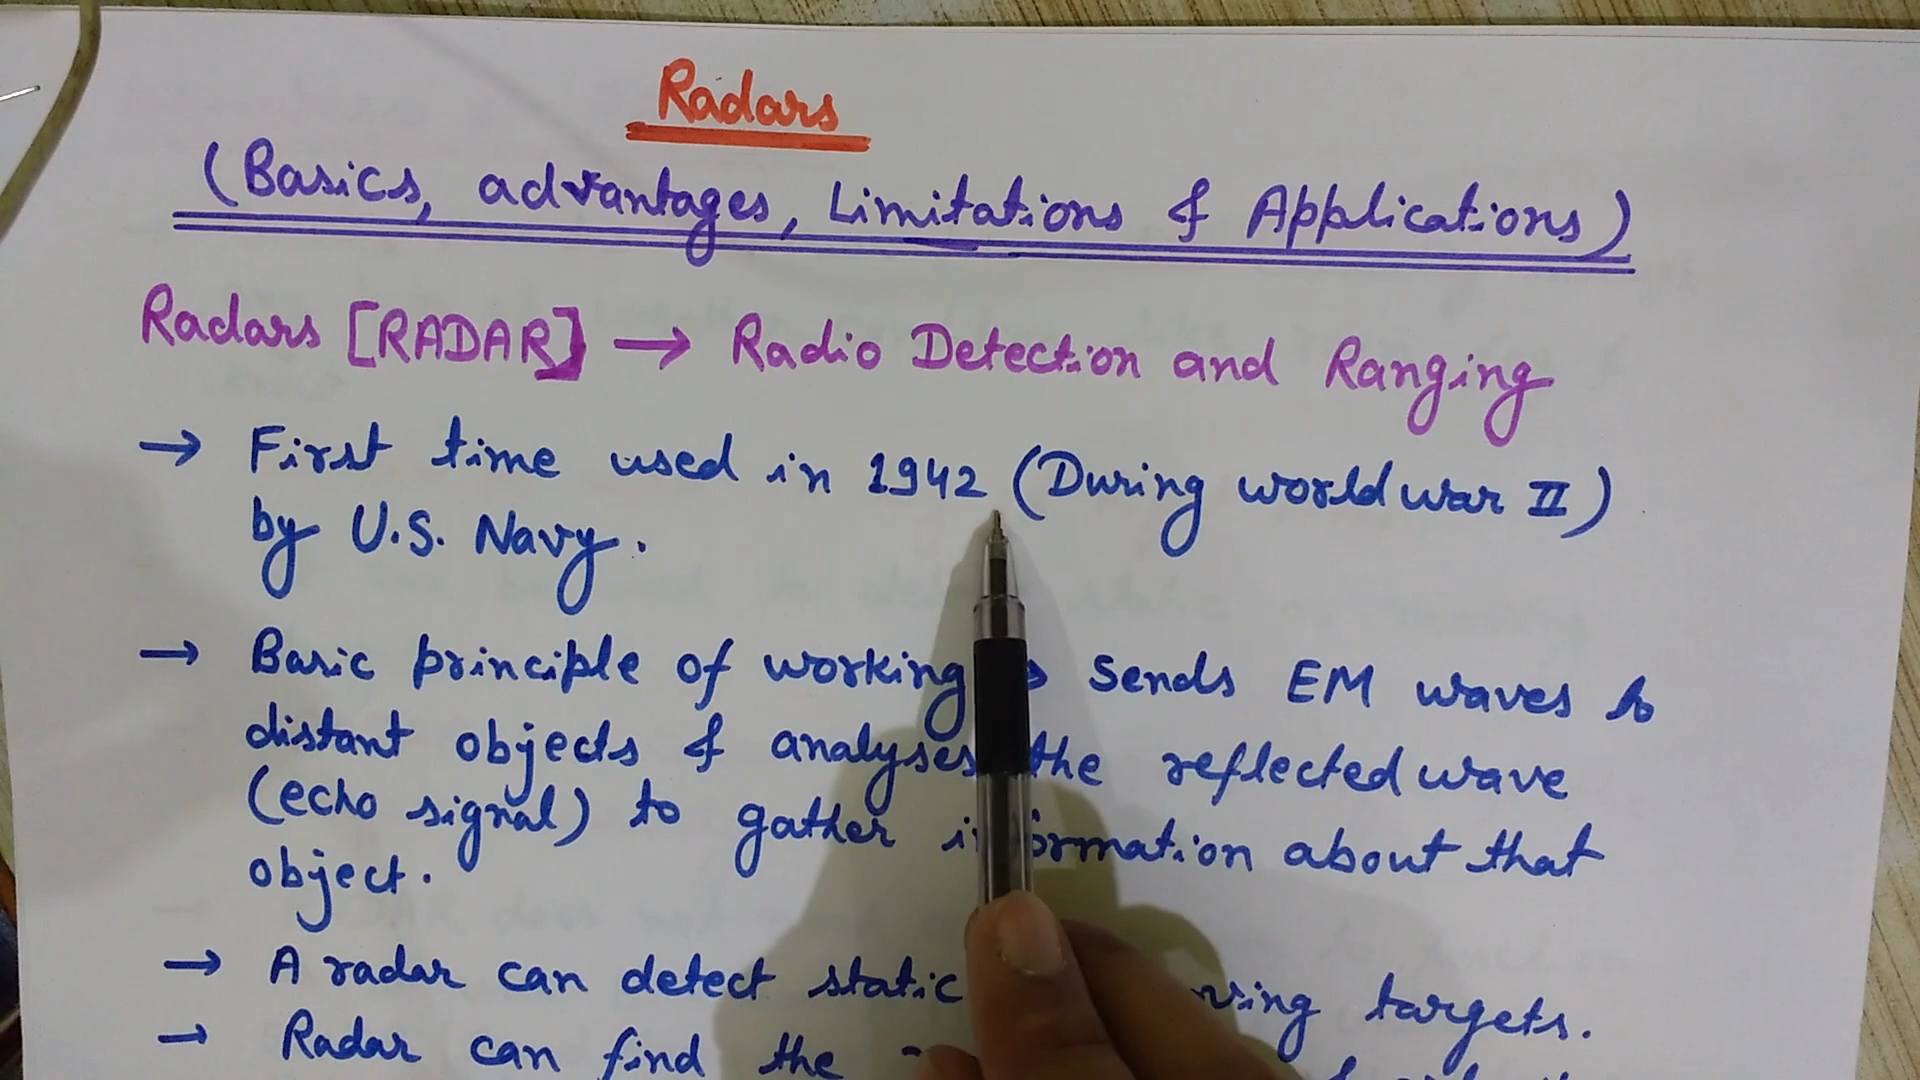 Radars
(Basics, advantages, Limitations & Applications)
Radars [RADAR] → Radio Detection and Ranging
→ First time used in 1942 (During world war II)
by U.S. Navy.
→ Basic principle of working → Sends EM waves to
distant objects & analyses the reflected wave
(echo signal) to gather information about that
object.
→ A radar can detect static targets.
→ Radar can find the